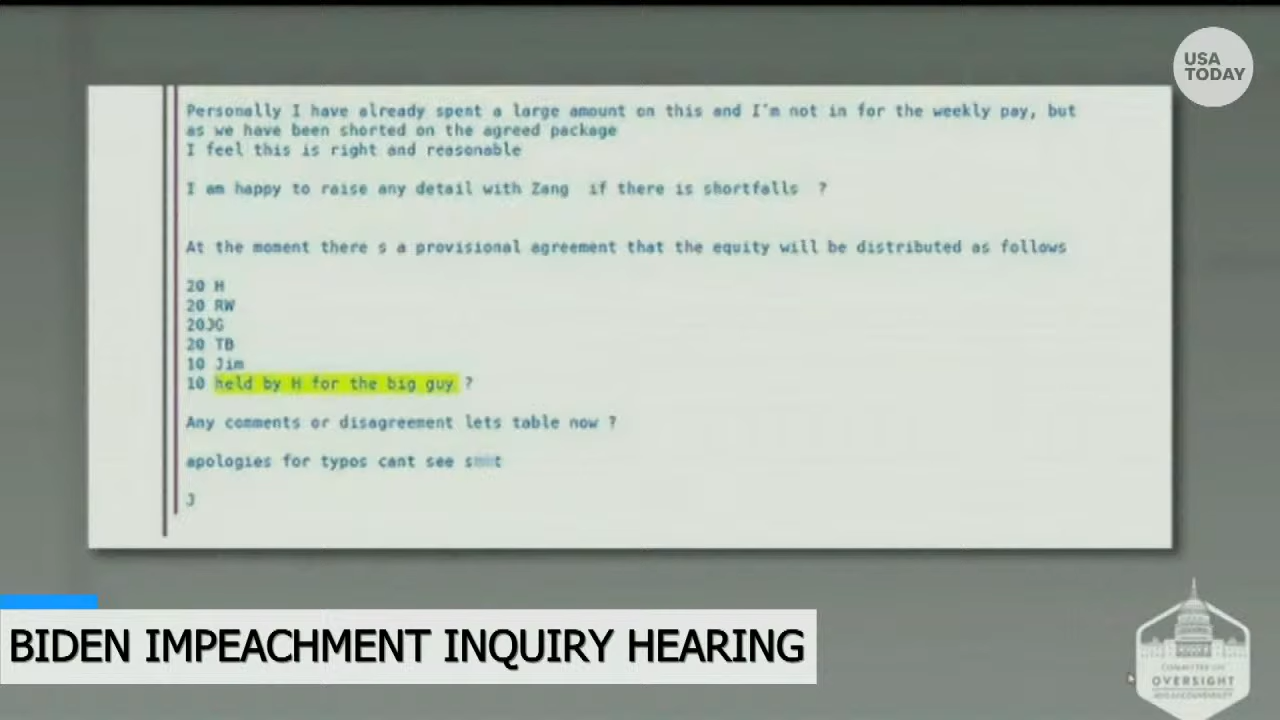 USA
TODAY
Personally I have already spent a large amount on this and I'm not in for the weekly pay, but
as we have been shorted on the agreed package
I feel this is right and reasonable
I am happy to raise any detail with Zang if there is shortfalls ?
At the moment there s a provisional agreement that the equity will be distributed as follows
20 H
20 RW
20JG
20 TB
10 Jim
10 held by H for the big guy ?
Any comments or disagreement lets table now ?
apologies for typos cant see
J
BIDEN IMPEACHMENT INQUIRY HEARING
COMMITTEE ON
OVERSIGHT